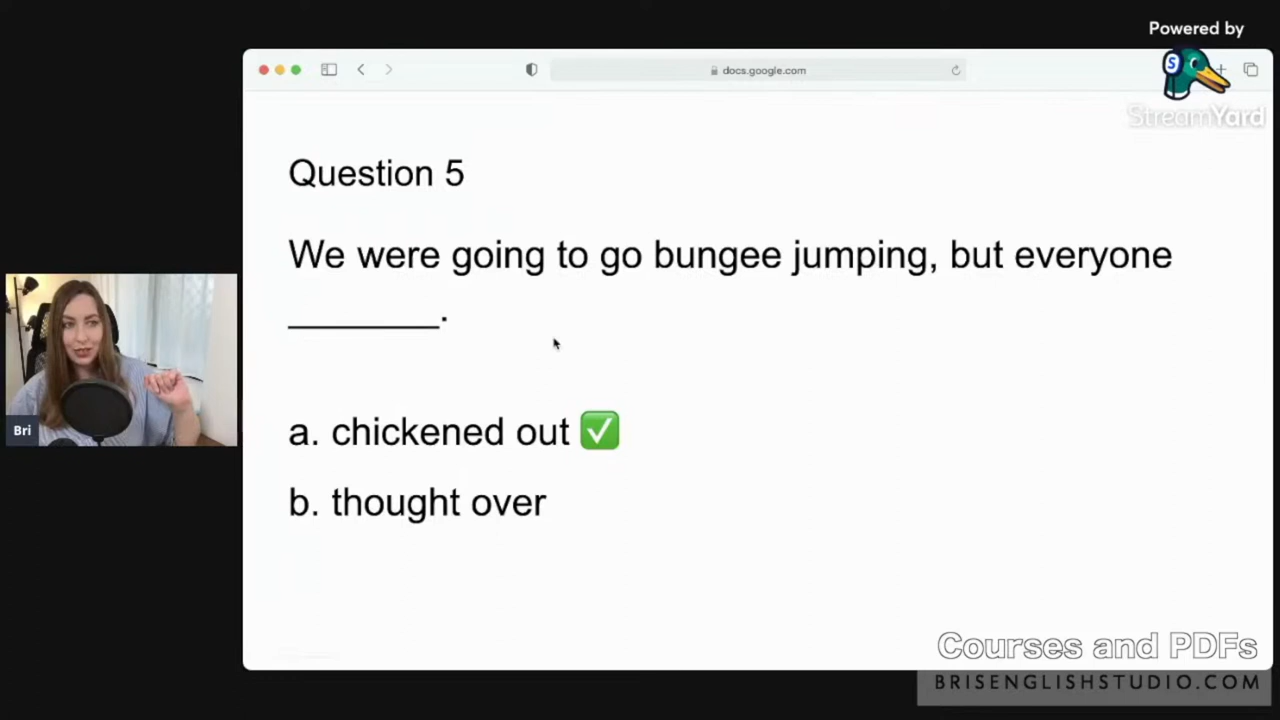 Powered by
S
StreamYard
docs.google.com
Question 5
We were going to go bungee jumping, but everyone
_______.
a. chickened out ✅
b. thought over
Bri
Courses and PDFs
BRISENGLISHSTUDIO.COM